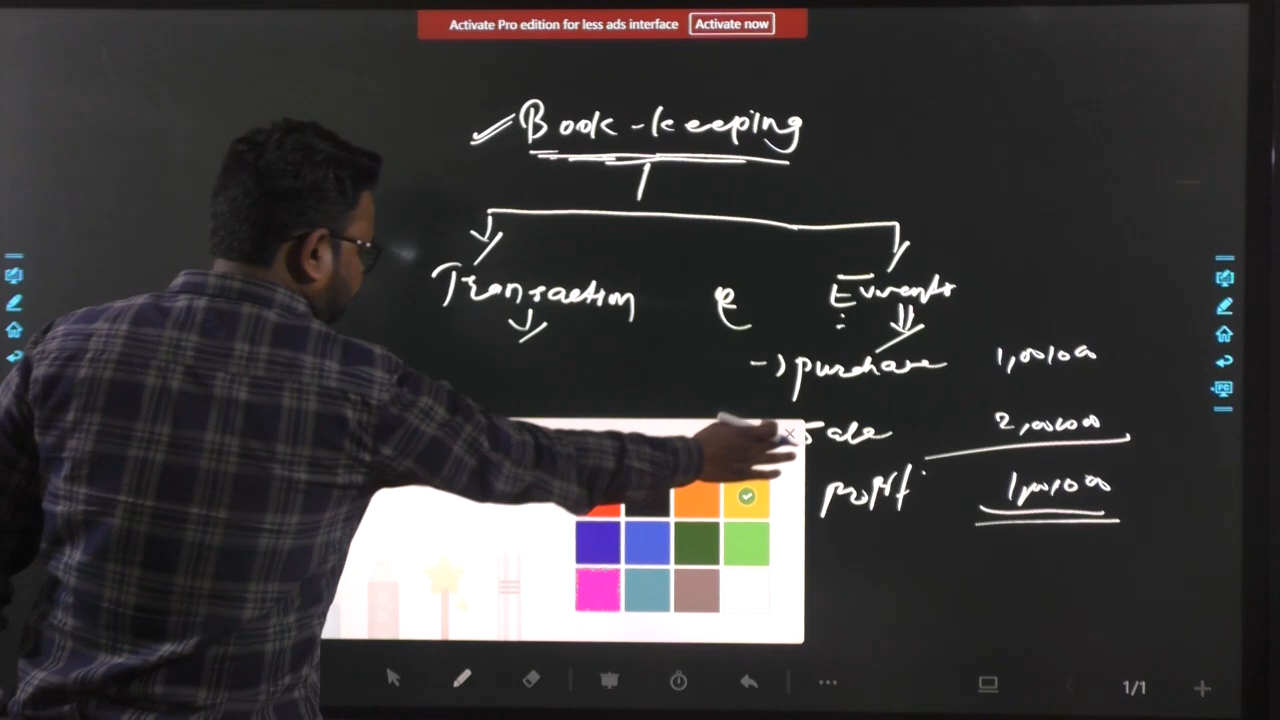 Activate Pro edition for less ads interface Activate now
Book-keeping
Transaction & Events
-) purchase 1,00,000
Sale 2,00,000
profit 1,00,000
PC
1/1